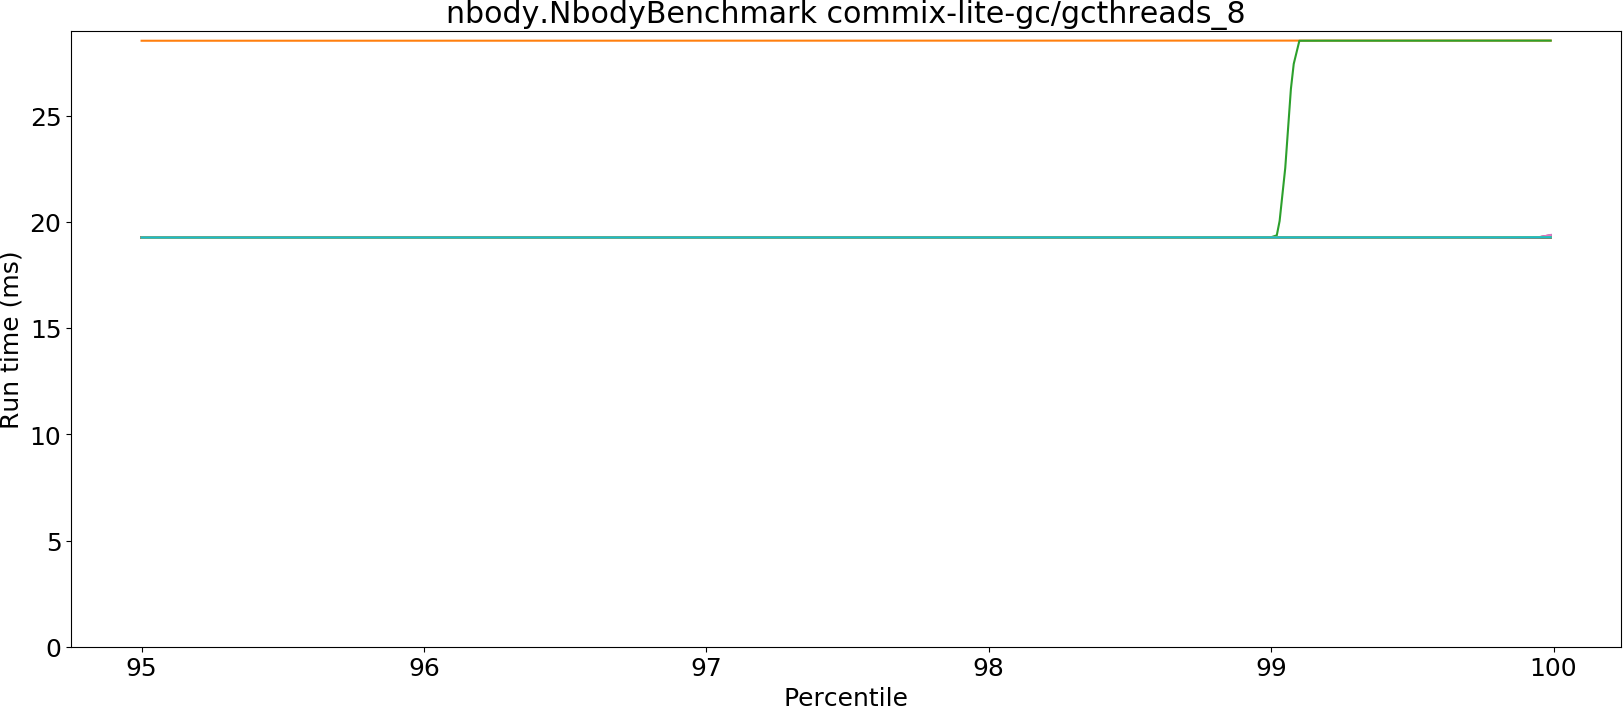 nbody.NbodyBenchmark commix-lite-gc/gcthreads_8
25
20
15
10
5
0
Run time (ms)
95 96 97 98 99 100
Percentile